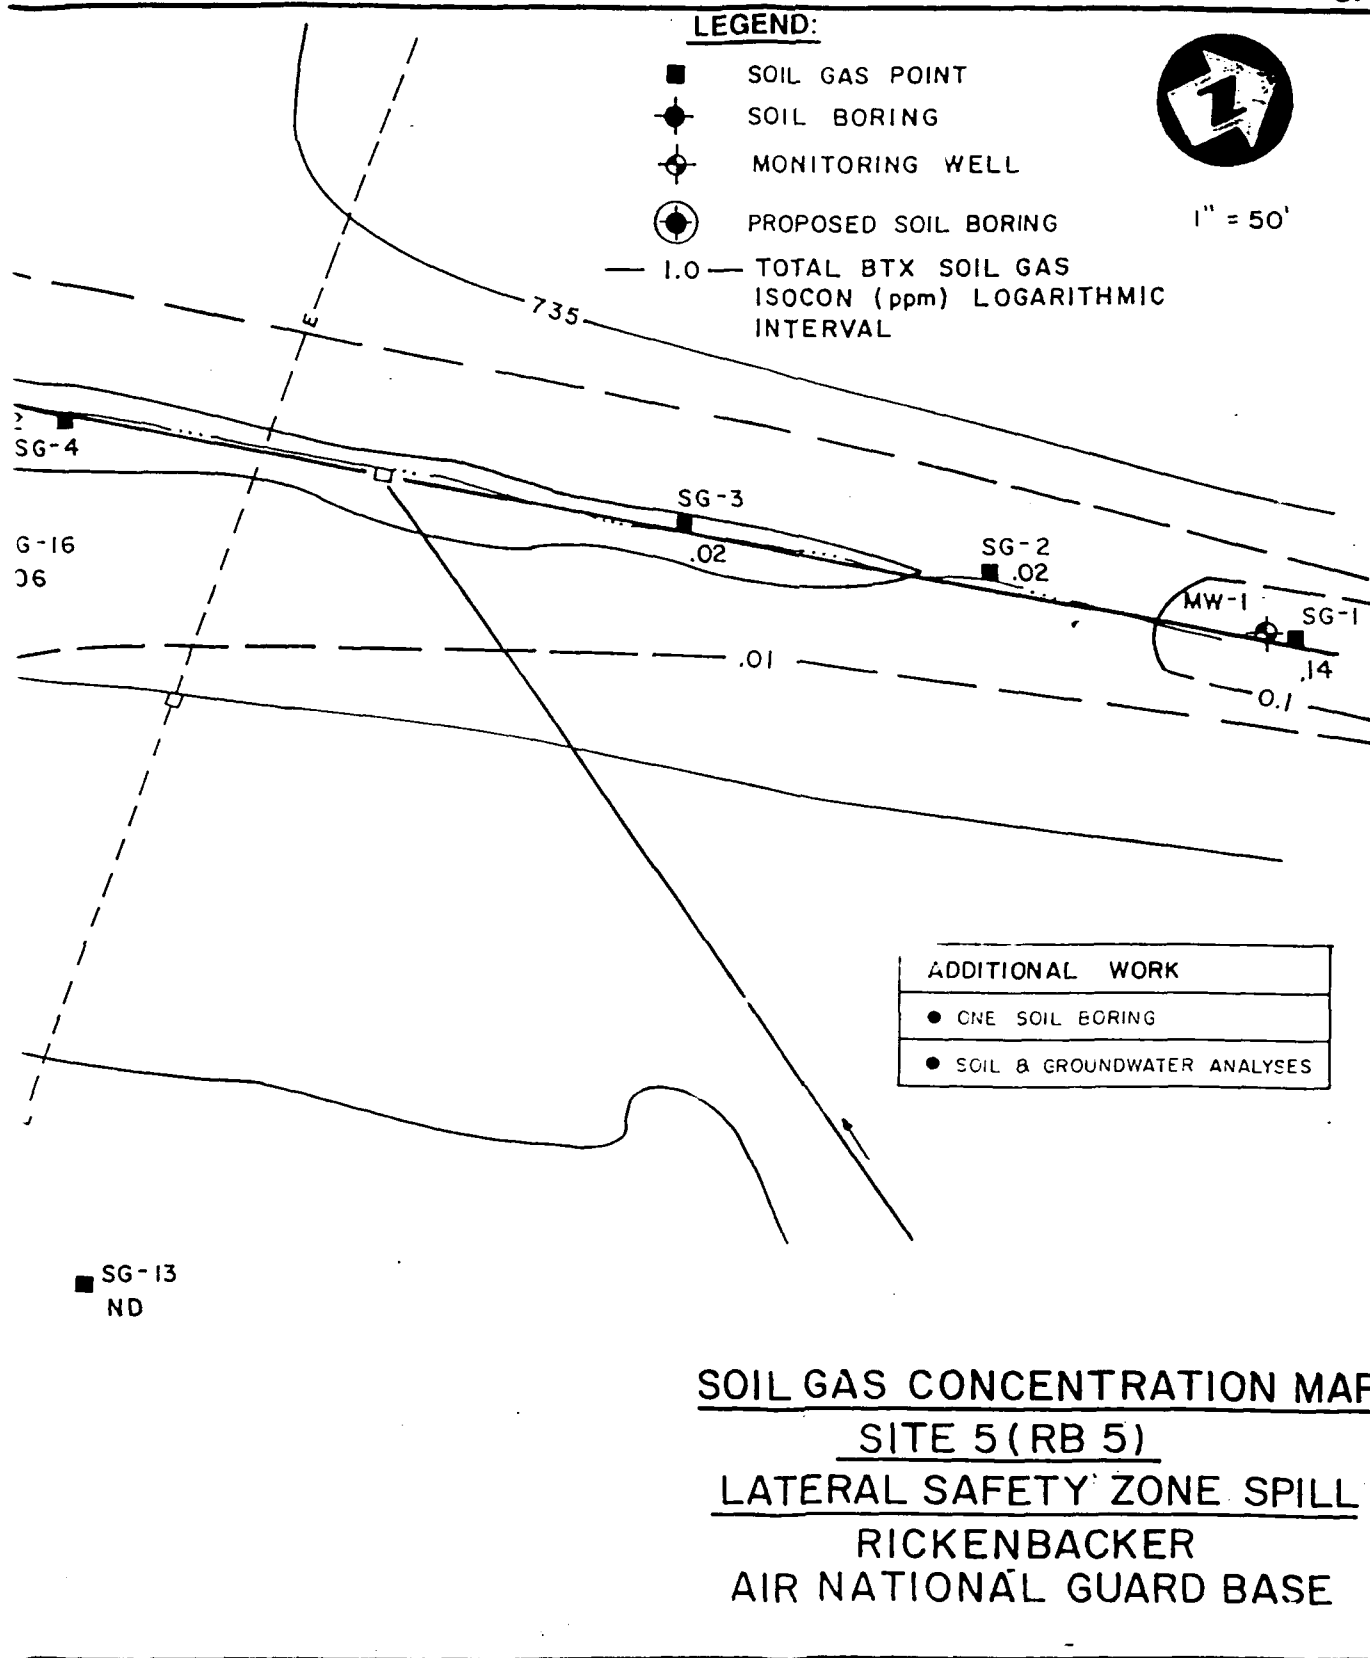 LEGEND:
SOIL GAS POINT
SOIL BORING
MONITORING WELL
PROPOSED SOIL BORING
1.0 TOTAL BTX SOIL GAS
ISOCON (ppm) LOGARITHMIC
INTERVAL
1" = 50'
E
735
SG-4
SG-3
.02
SG-2
.02
G-16
06
MW-1
SG-1
.14
0.1
.01
ADDITIONAL WORK
• ONE SOIL BORING
• SOIL & GROUNDWATER ANALYSES
SG-13
ND
SOIL GAS CONCENTRATION MAP
SITE 5 (RB 5)
LATERAL SAFETY ZONE SPILL
RICKENBACKER
AIR NATIONAL GUARD BASE